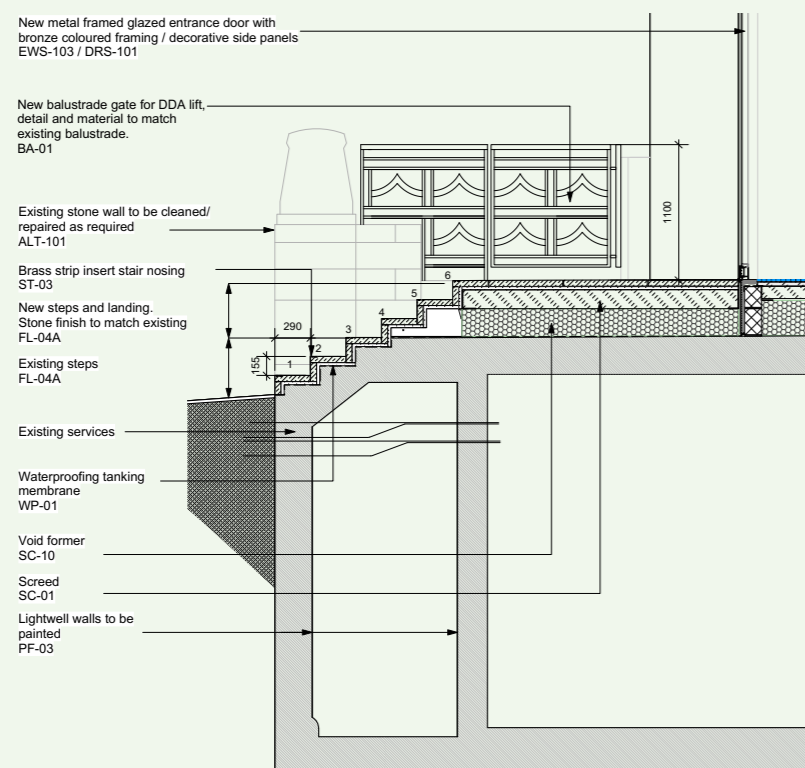 New metal framed glazed entrance door with
bronze coloured framing / decorative side panels
EWS-103 / DRS-101
New balustrade gate for DDA lift,
detail and material to match
existing balustrade.
BA-01
1100
Existing stone wall to be cleaned/
repaired as required
ALT-101
Brass strip insert stair nosing
ST-03
New steps and landing.
Stone finish to match existing
FL-04A
Existing steps
FL-04A
290
155
1
2
3
4
5
6
Existing services
Waterproofing tanking
membrane
WP-01
Void former
SC-10
Screed
SC-01
Lightwell walls to be
painted
PF-03